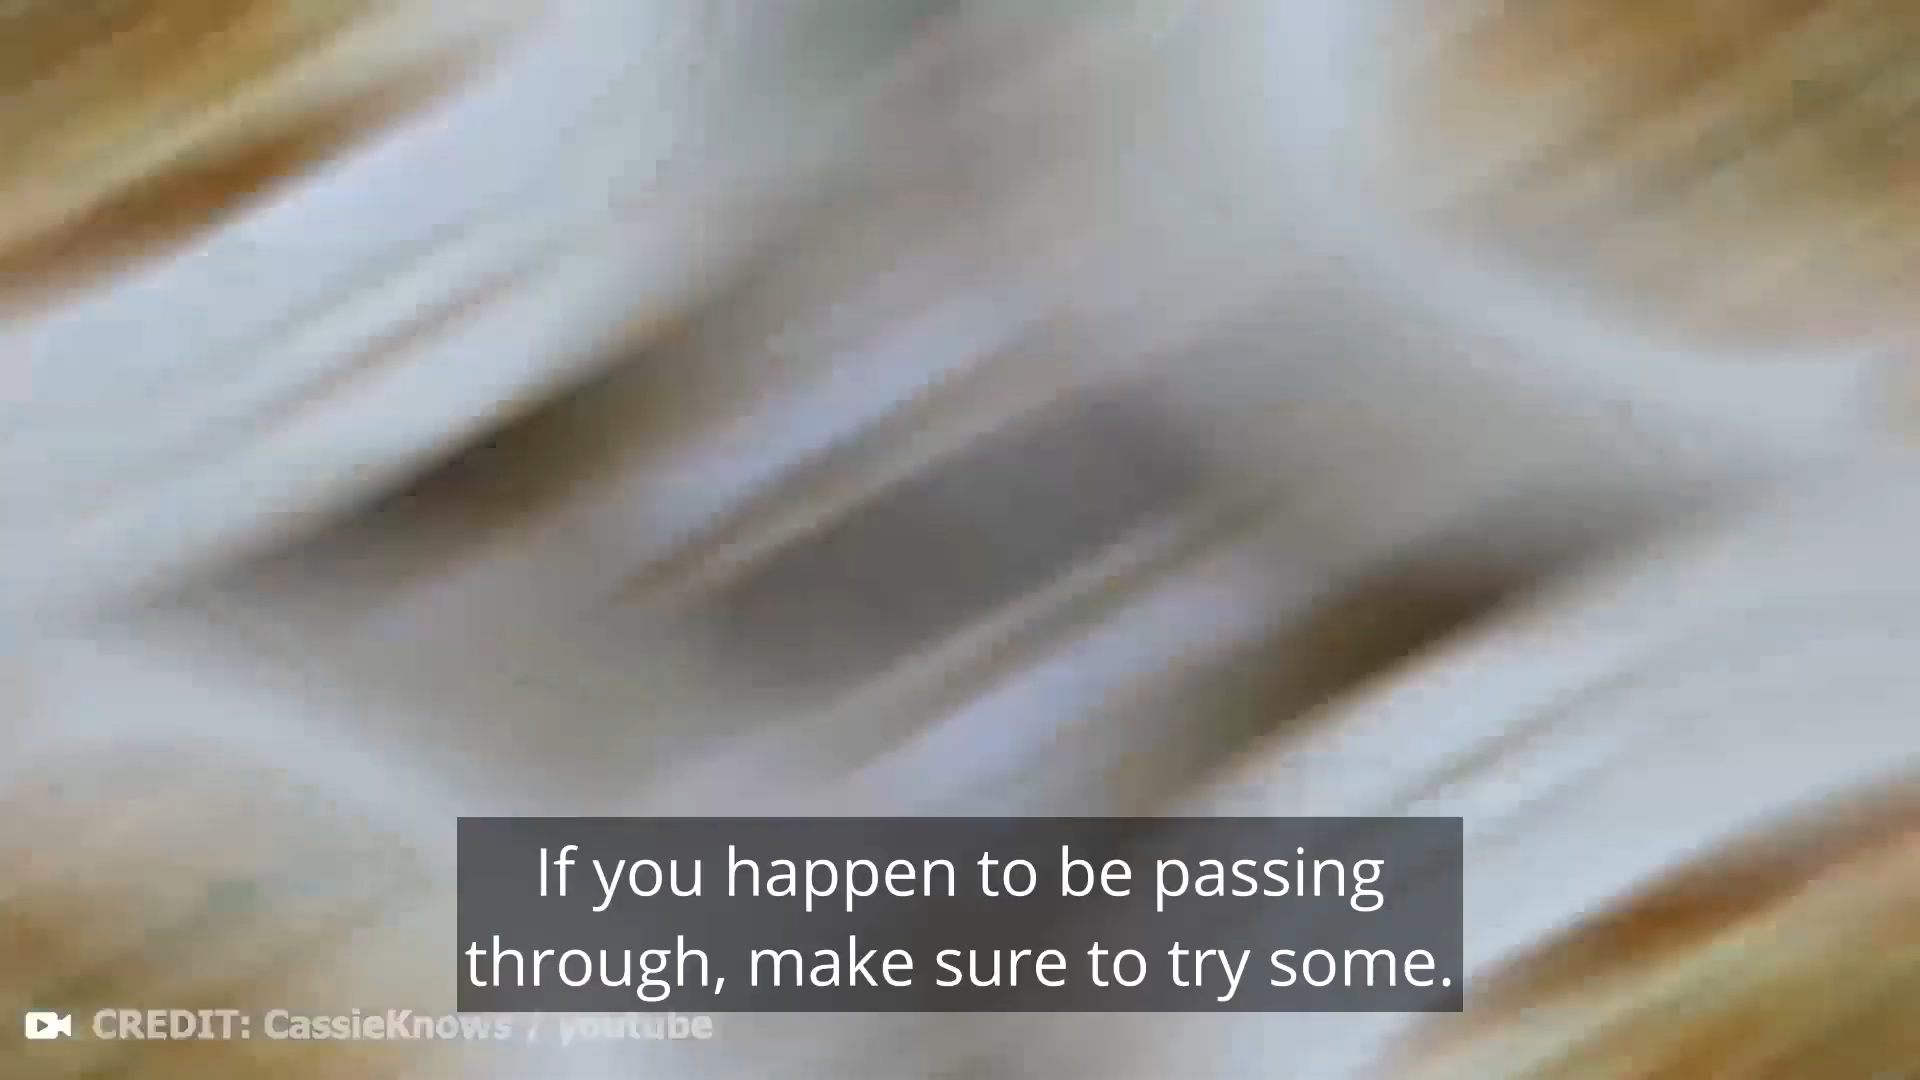 If you happen to be passing
through, make sure to try some.
CREDIT: CassieKnows / youtube